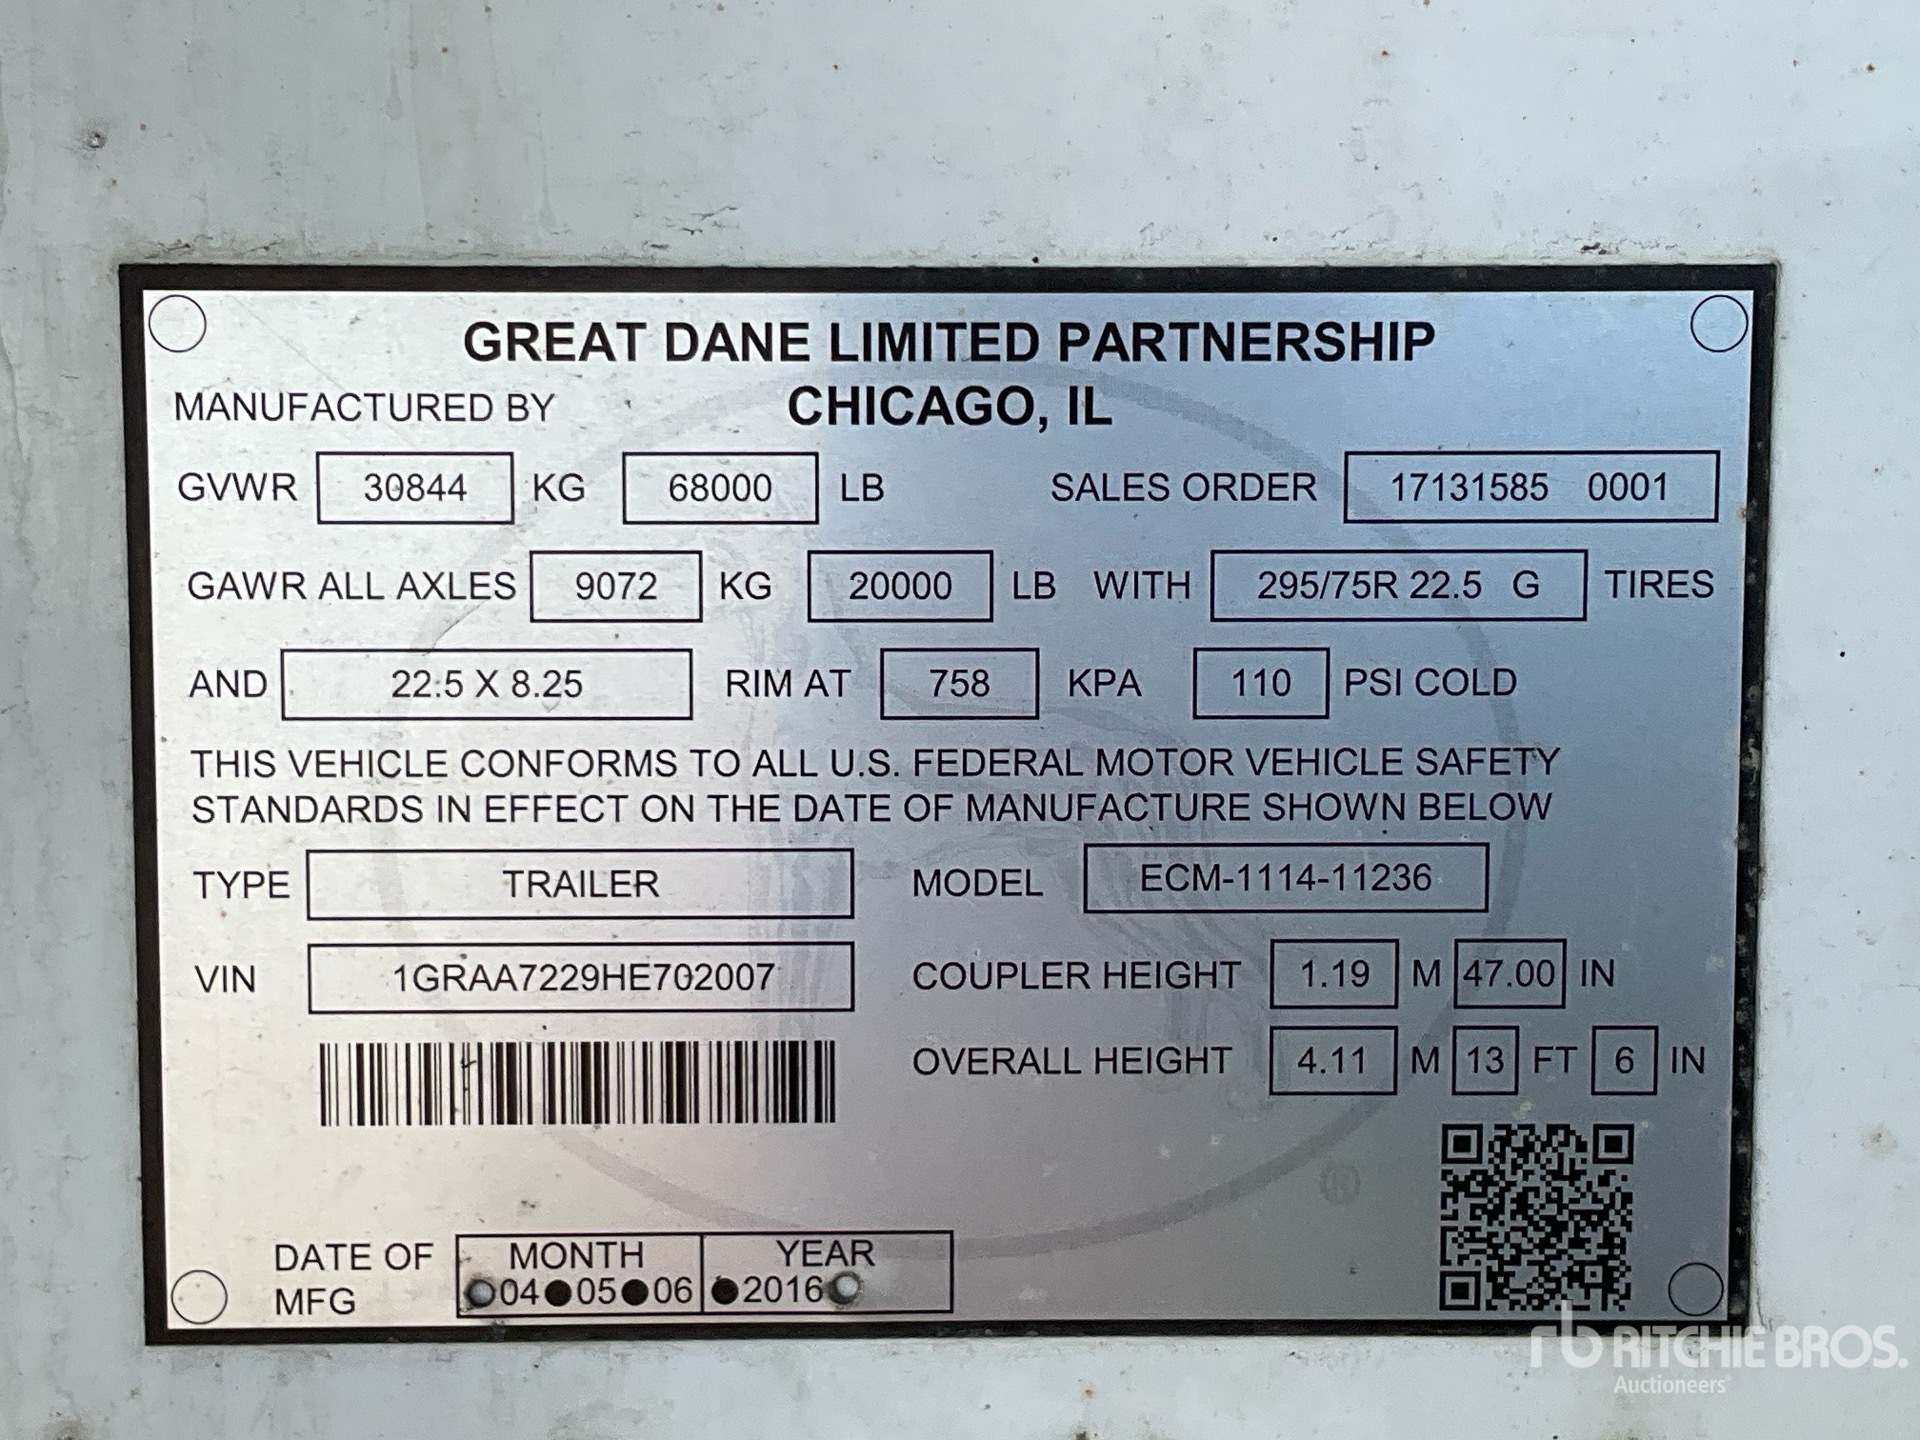 GREAT DANE LIMITED PARTNERSHIP
MANUFACTURED BY CHICAGO, IL
GVWR 30844 KG 68000 LB SALES ORDER 17131585 0001
GAWR ALL AXLES 9072 KG 20000 LB WITH 295/75R 22.5 G TIRES
AND 22.5 X 8.25 RIM AT 758 KPA 110 PSI COLD
THIS VEHICLE CONFORMS TO ALL U.S. FEDERAL MOTOR VEHICLE SAFETY
STANDARDS IN EFFECT ON THE DATE OF MANUFACTURE SHOWN BELOW
TYPE TRAILER MODEL ECM-1114-11236
VIN 1GRAA7229HE702007 COUPLER HEIGHT 1.19 M 47.00 IN
OVERALL HEIGHT 4.11 M 13 FT 6 IN
®
DATE OF MONTH YEAR
MFG 04 05 06 2016
rb RITCHIE BROS.
Auctioneers